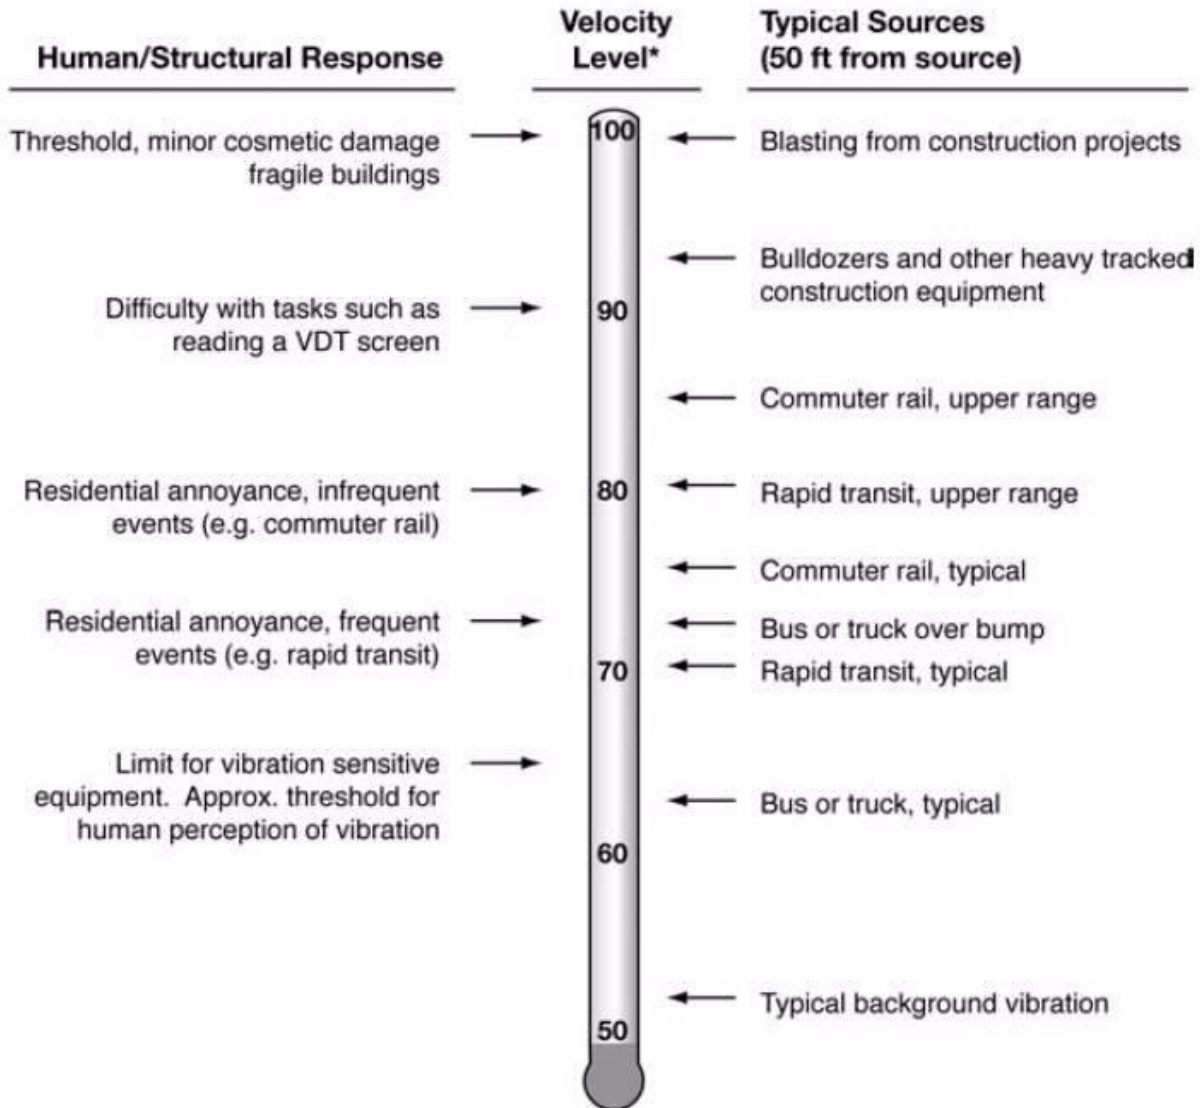 Human/Structural Response
Velocity
Level*
Typical Sources
(50 ft from source)
Threshold, minor cosmetic damage
fragile buildings
100
Blasting from construction projects
Bulldozers and other heavy tracked
construction equipment
Difficulty with tasks such as
reading a VDT screen
90
Commuter rail, upper range
Residential annoyance, infrequent
events (e.g. commuter rail)
80
Rapid transit, upper range
Commuter rail, typical
Residential annoyance, frequent
events (e.g. rapid transit)
Bus or truck over bump
70
Rapid transit, typical
Limit for vibration sensitive
equipment. Approx. threshold for
human perception of vibration
Bus or truck, typical
60
Typical background vibration
50